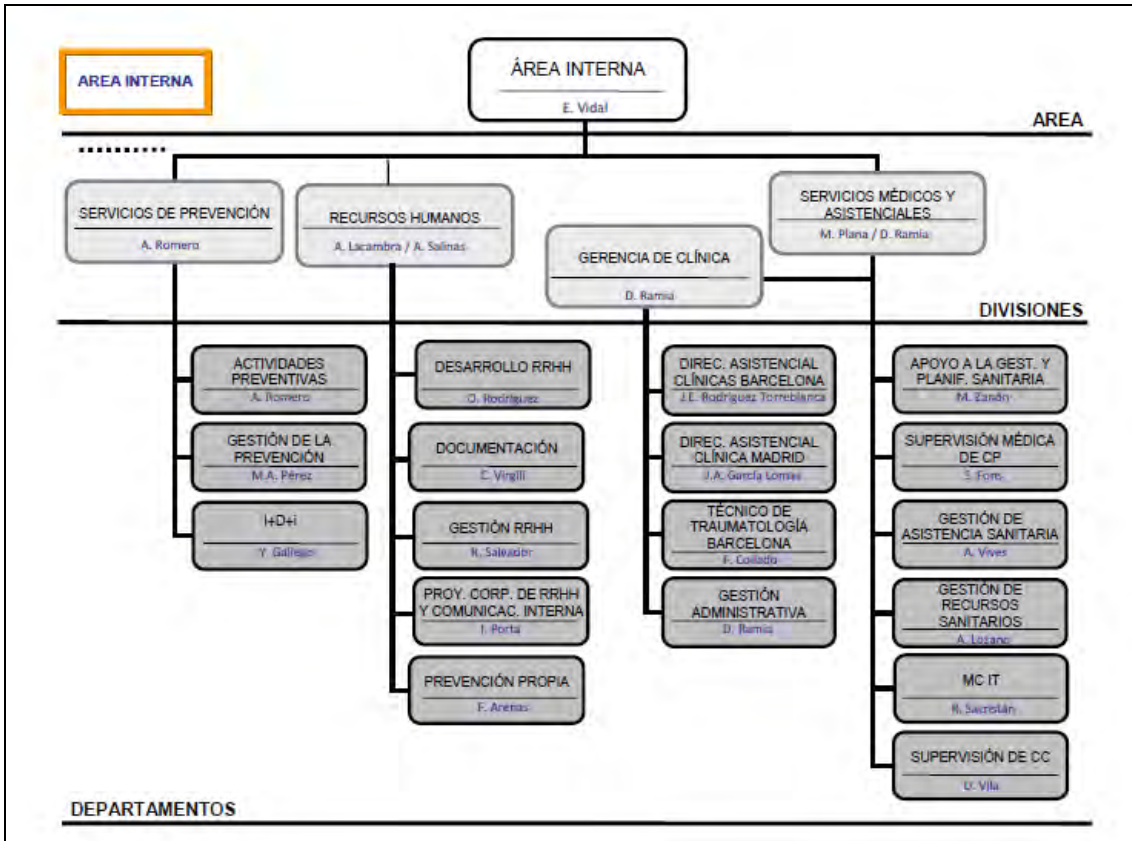 AREA INTERNA
ÁREA INTERNA
E. Vidal
AREA
SERVICIOS DE PREVENCIÓN
A. Romero
RECURSOS HUMANOS
A. Lacambra / A. Salinas
SERVICIOS MÉDICOS Y
ASISTENCIALES
M. Plana / D. Ramia
GERENCIA DE CLÍNICA
D. Ramia
DIVISIONES
ACTIVIDADES
PREVENTIVAS
A. Romero
GESTIÓN DE LA
PREVENCIÓN
M.A. Pérez
I+D+i
Y. Gallego
DESARROLLO RRHH
O. Rodríguez
DOCUMENTACIÓN
C. Virgili
GESTIÓN RRHH
R. Saleador
PROY. CORP. DE RRHH
Y COMUNICAC. INTERNA
I. Porta
PREVENCIÓN PROPIA
F. Arenas
DIREC. ASISTENCIAL
CLÍNICAS BARCELONA
J.E. Rodríguez Torreblanca
DIREC. ASISTENCIAL
CLÍNICA MADRID
J.A. García Lomas
TÉCNICO DE
TRAUMATOLOGÍA
BARCELONA
F. Collado
GESTIÓN
ADMINISTRATIVA
D. Ramia
APOYO A LA GEST. Y
PLANIF. SANITARIA
M. Zanón
SUPERVISIÓN MÉDICA
DE CP
S. Fons
GESTIÓN DE
ASISTENCIA SANITARIA
A. Vives
GESTIÓN DE
RECURSOS
SANITARIOS
A. Lozano
MC IT
R. Sacristán
SUPERVISIÓN DE CC
Vila
DEPARTAMENTOS